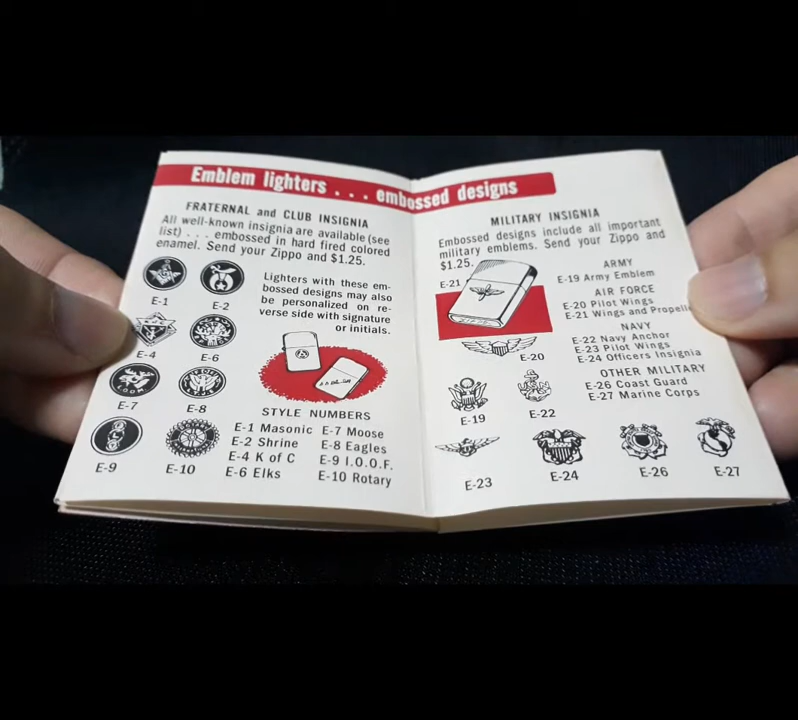 Emblem lighters . . . embossed designs
FRATERNAL and CLUB INSIGNIA
All well-known insignia are available (see
list) . . . embossed in hard fired colored
enamel. Send your Zippo and $1.25.
E-1
E-2
E-4
E-6
E-7
E-8
E-9
E-10
Lighters with these em-
bossed designs may also
be personalized on re-
verse side with signature
or initials.
STYLE NUMBERS
E-1 Masonic E-7 Moose
E-2 Shrine E-8 Eagles
E-4 K of C E-9 I.O.O.F.
E-6 Elks E-10 Rotary
MILITARY INSIGNIA
Embossed designs include all important
military emblems. Send your Zippo and
$1.25.
E-21
E-20
E-19
E-22
E-23
E-24
E-26
E-27
ARMY
E-19 Army Emblem
AIR FORCE
E-20 Pilot Wings
E-21 Wings and
NAVY
E-22 Navy Anchor
E-23 Pilot Wings
E-24 Officers Insignia
OTHER MILITARY
E-26 Coast Guard
E-27 Marine Corps